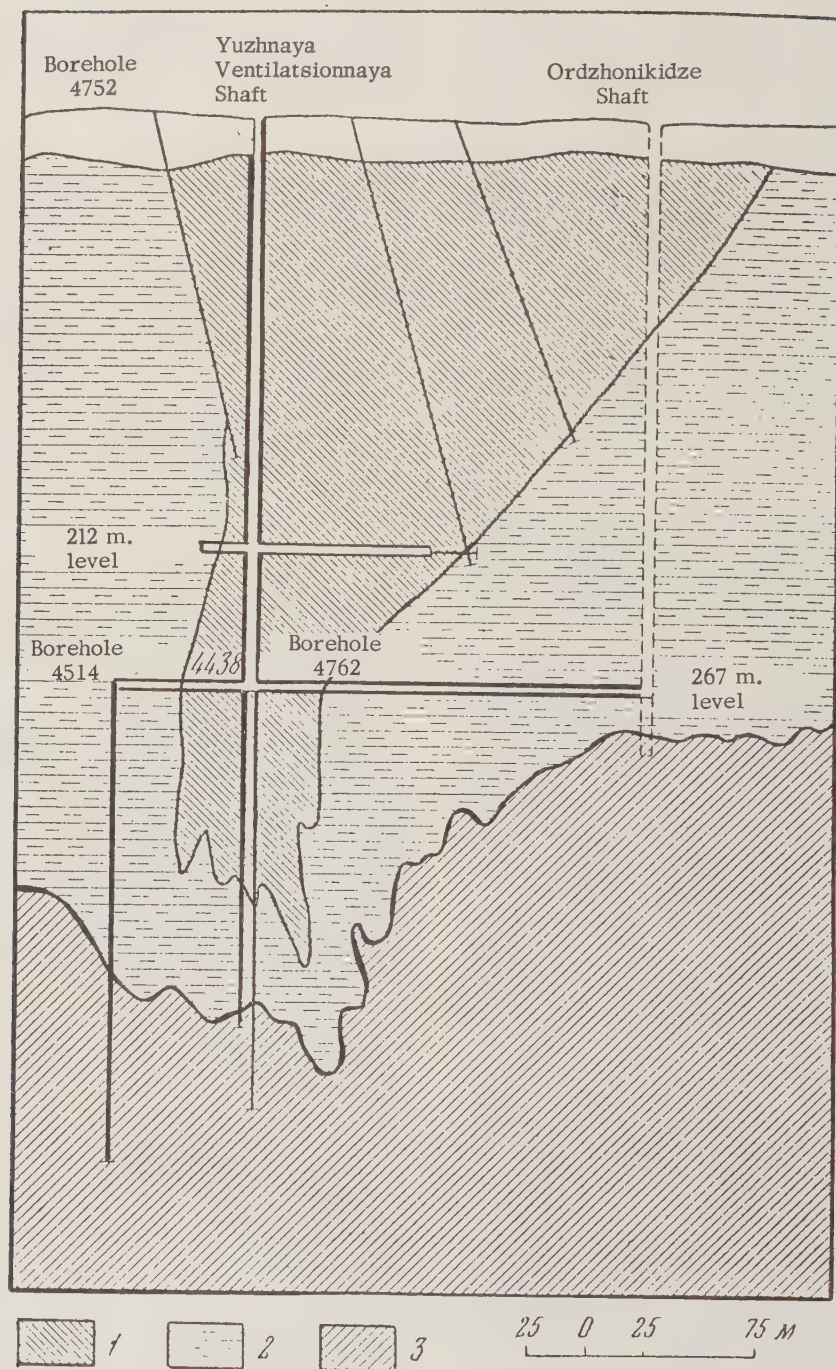 Borehole
4752
Yuzhnaya
Ventilatsionnaya
Shaft
Ordzhonikidze
Shaft
212 m.
level
Borehole
4514
4438
Borehole
4762
267 m.
level
1
2
3
25 0 25 75 м